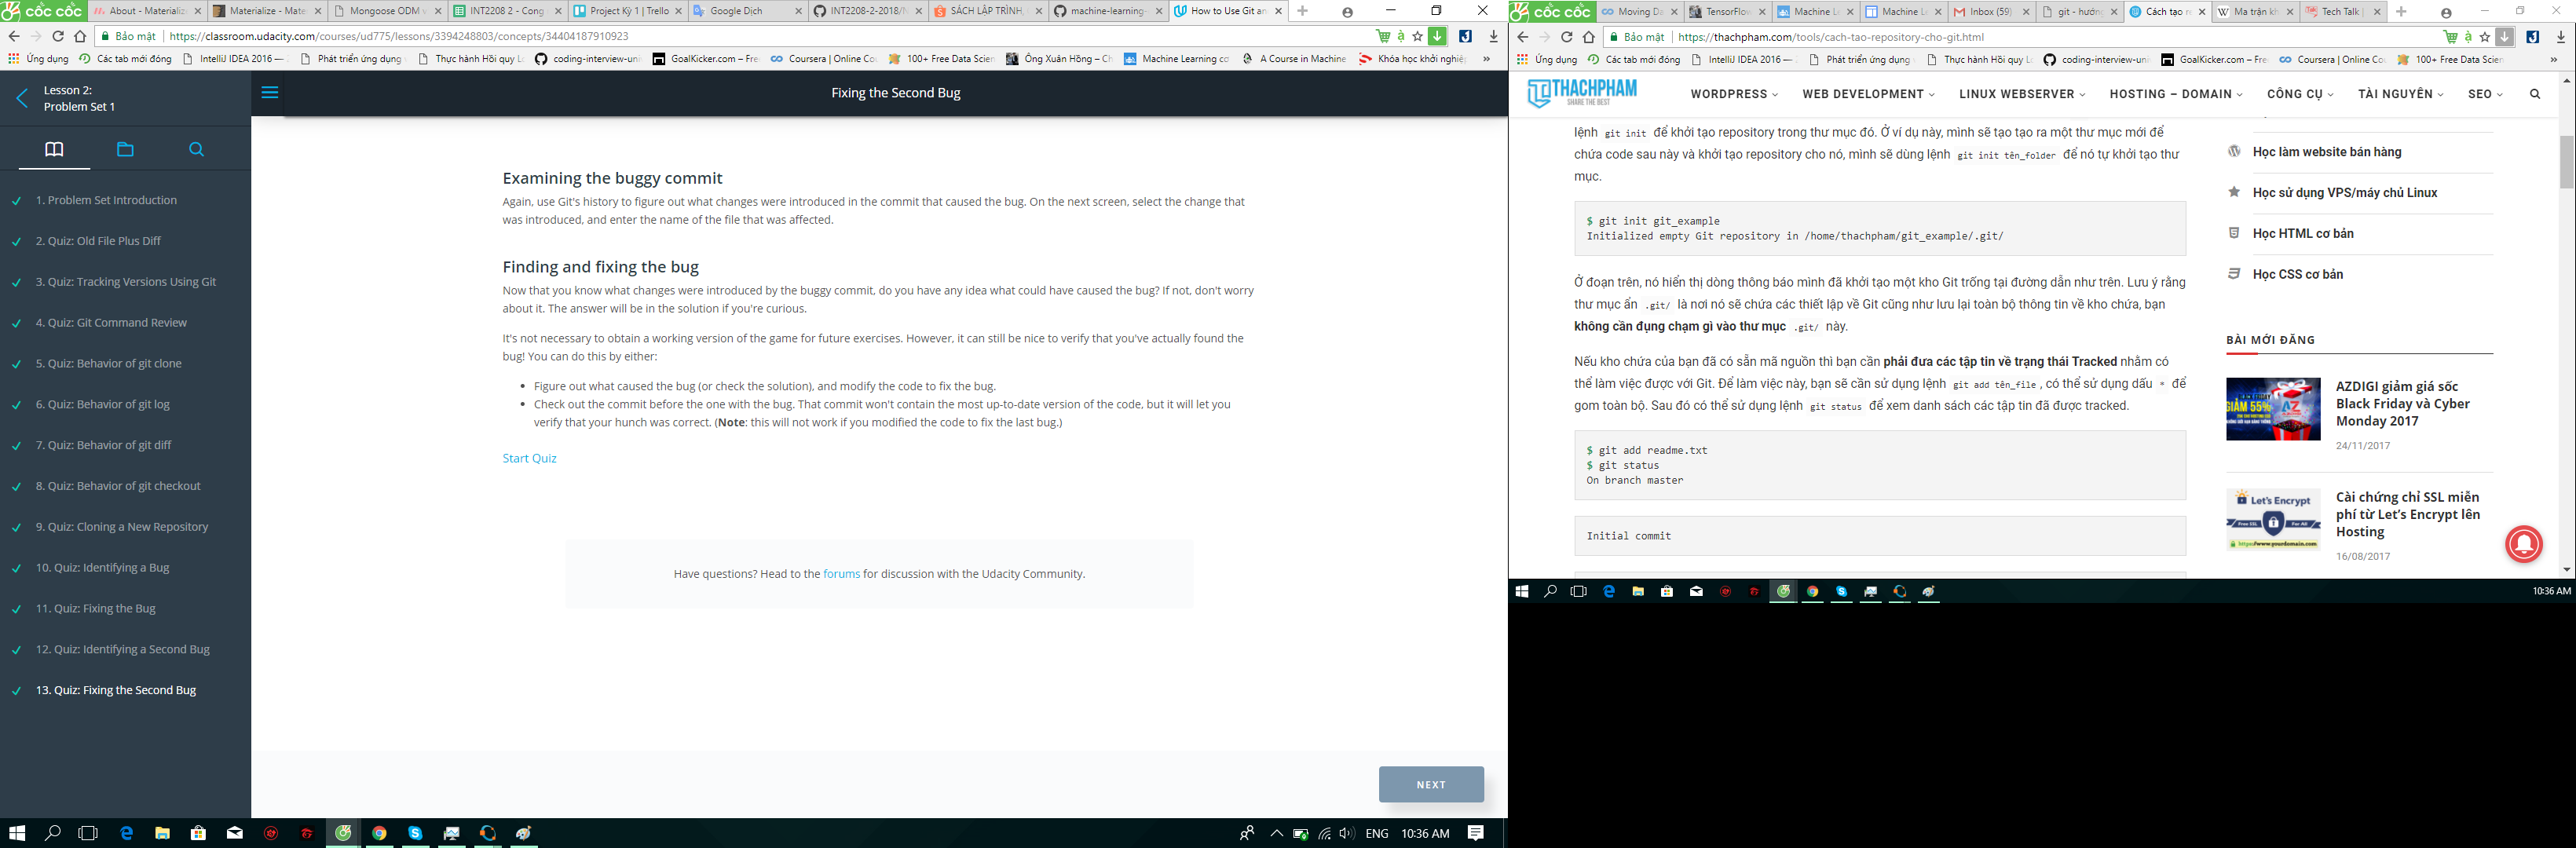 cốc cốc
About - Materializ
Materialize - Mate
Mongoose ODM v
INT2208 2 - Cong
Project Kỳ 1 | Trello
Google Dịch
INT2208-2-2018/N
SÁCH LẬP TRÌNH,
machine-learning-
How to Use Git an
Bảo mật
https://classroom.udacity.com/courses/ud775/lessons/3394248803/concepts/34404187910923
Ứng dụng
Các tab mới đóng
IntelliJ IDEA 2016 —
Phát triển ứng dụng
Thực hành Hồi quy L
coding-interview-uni
GoalKicker.com – Fre
Coursera | Online Co
100+ Free Data Scien
Ông Xuân Hồng – Ch
Machine Learning co
A Course in Machine
Khóa học khởi nghiệ
»
Lesson 2:
Problem Set 1
1. Problem Set Introduction
2. Quiz: Old File Plus Diff
3. Quiz: Tracking Versions Using Git
4. Quiz: Git Command Review
5. Quiz: Behavior of git clone
6. Quiz: Behavior of git log
7. Quiz: Behavior of git diff
8. Quiz: Behavior of git checkout
9. Quiz: Cloning a New Repository
10. Quiz: Identifying a Bug
11. Quiz: Fixing the Bug
12. Quiz: Identifying a Second Bug
13. Quiz: Fixing the Second Bug
Fixing the Second Bug
Examining the buggy commit
Again, use Git's history to figure out what changes were introduced in the commit that caused the bug. On the next screen, select the change that
was introduced, and enter the name of the file that was affected.
Finding and fixing the bug
Now that you know what changes were introduced by the buggy commit, do you have any idea what could have caused the bug? If not, don't worry
about it. The answer will be in the solution if you're curious.
It's not necessary to obtain a working version of the game for future exercises. However, it can still be nice to verify that you've actually found the
bug! You can do this by either:
• Figure out what caused the bug (or check the solution), and modify the code to fix the bug.
• Check out the commit before the one with the bug. That commit won't contain the most up-to-date version of the code, but it will let you
verify that your hunch was correct. (Note: this will not work if you modified the code to fix the last bug.)
Start Quiz
Have questions? Head to the forums for discussion with the Udacity Community.
NEXT
ENG
10:36 AM
cốc cốc
Moving Da
TensorFlow
Machine Le
Machine Le
Inbox (59)
git - hướng
Cách tạo re
Ma trận kh
Tech Talk |
Bảo mật
https://thachpham.com/tools/cach-tao-repository-cho-git.html
Ứng dụng
Các tab mới đóng
IntelliJ IDEA 2016 —
Phát triển ứng dụng
Thực hành Hồi quy L
coding-interview-uni
GoalKicker.com – Fre
Coursera | Online Co
100+ Free Data Scien
»
THACHPHAM
SHARE THE BEST
WORDPRESS
WEB DEVELOPMENT
LINUX WEBSERVER
HOSTING – DOMAIN
CÔNG CỤ
TÀI NGUYÊN
SEO
lệnh git init để khởi tạo repository trong thư mục đó. Ở ví dụ này, mình sẽ tạo tạo ra một thư mục mới để
chứa code sau này và khởi tạo repository cho nó, mình sẽ dùng lệnh git init tên_folder để nó tự khởi tạo thư
mục.
$ git init git_example
Initialized empty Git repository in /home/thachpham/git_example/.git/
Ở đoạn trên, nó hiển thị dòng thông báo mình đã khởi tạo một kho Git trống tại đường dẫn như trên. Lưu ý rằng
thư mục ẩn .git/ là nơi nó sẽ chứa các thiết lập về Git cũng như lưu lại toàn bộ thông tin về kho chứa, bạn
không cần đụng chạm gì vào thư mục .git/ này.
Nếu kho chứa của bạn đã có sẵn mã nguồn thì bạn cần phải đưa các tập tin về trạng thái Tracked nhằm có
thể làm việc được với Git. Để làm việc này, bạn sẽ cần sử dụng lệnh git add tên_file , có thể sử dụng dấu * để
gom toàn bộ. Sau đó có thể sử dụng lệnh git status để xem danh sách các tập tin đã được tracked.
$ git add readme.txt
$ git status
On branch master
Initial commit
Học làm website bán hàng
Học sử dụng VPS/máy chủ Linux
Học HTML cơ bản
Học CSS cơ bản
BÀI MỚI ĐĂNG
GIẢM 55%
AZ
AZDIGI giảm giá sốc
Black Friday và Cyber
Monday 2017
24/11/2017
Let's Encrypt
https://www.yourdomain.com
Cài chứng chỉ SSL miễn
phí từ Let's Encrypt lên
Hosting
16/08/2017
10:36 AM